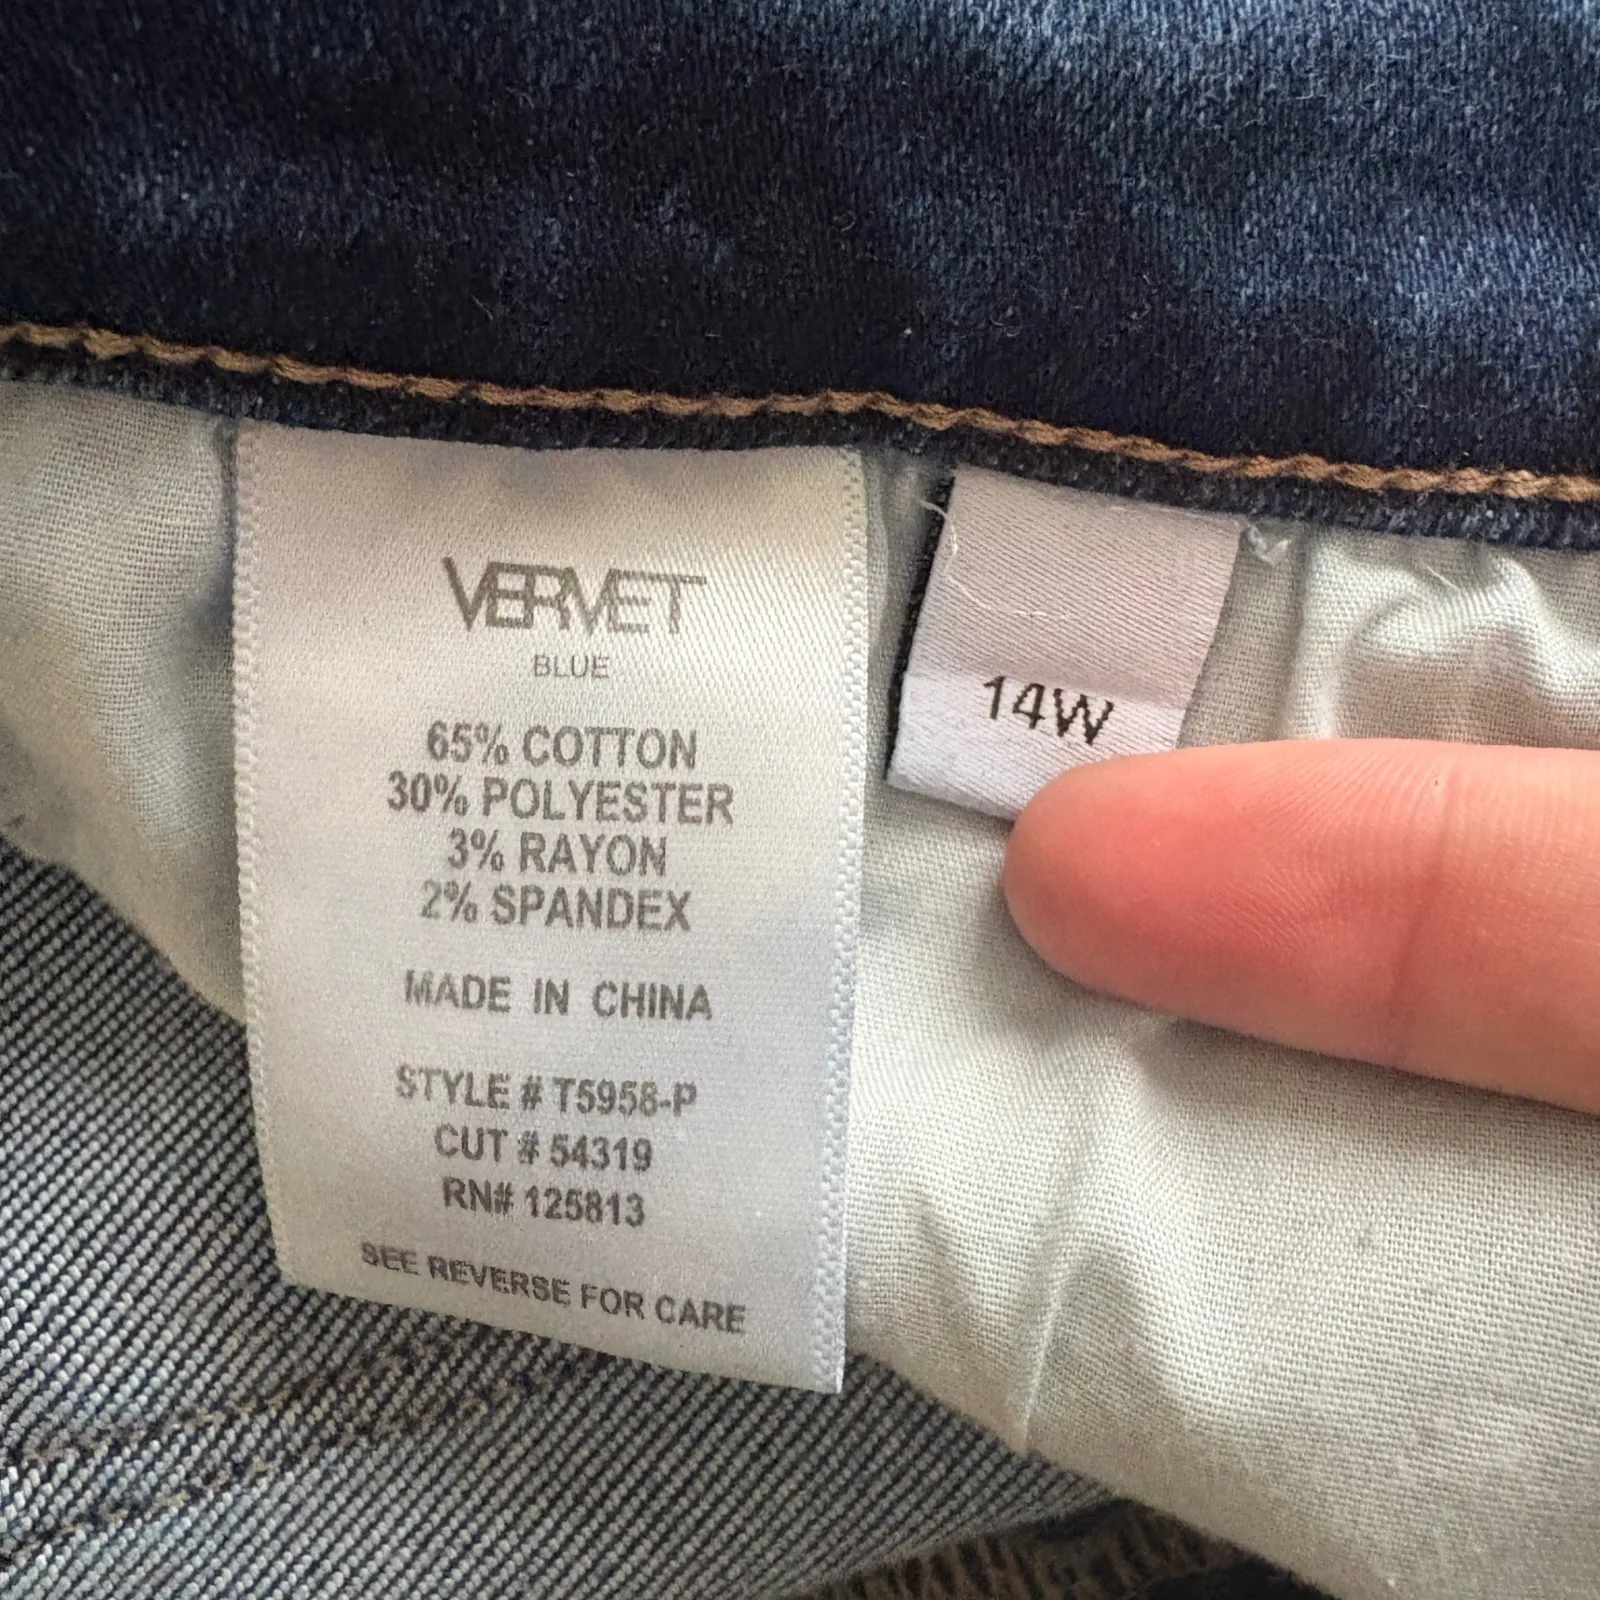 VERVET
BLUE
65% COTTON
30% POLYESTER
3% RAYON
2% SPANDEX
MADE IN CHINA
STYLE # T5958-P
CUT # 54319
RN# 125813
SEE REVERSE FOR CARE
14W